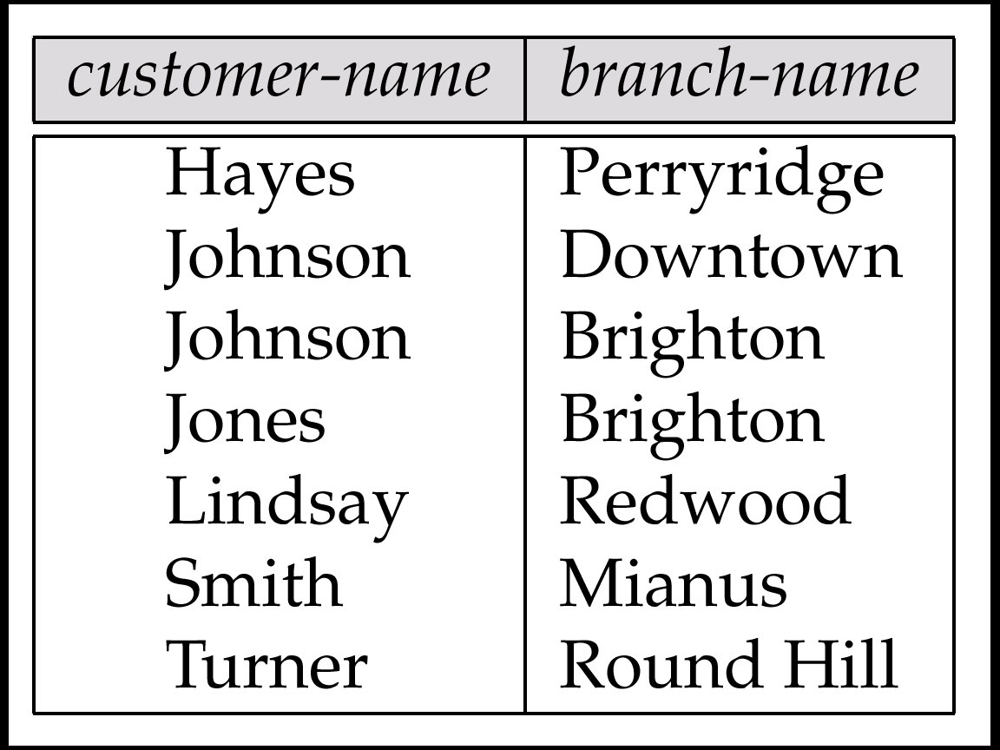 customer-name branch-name
Hayes Perryridge
Johnson Downtown
Johnson Brighton
Jones Brighton
Lindsay Redwood
Smith Mianus
Turner Round Hill